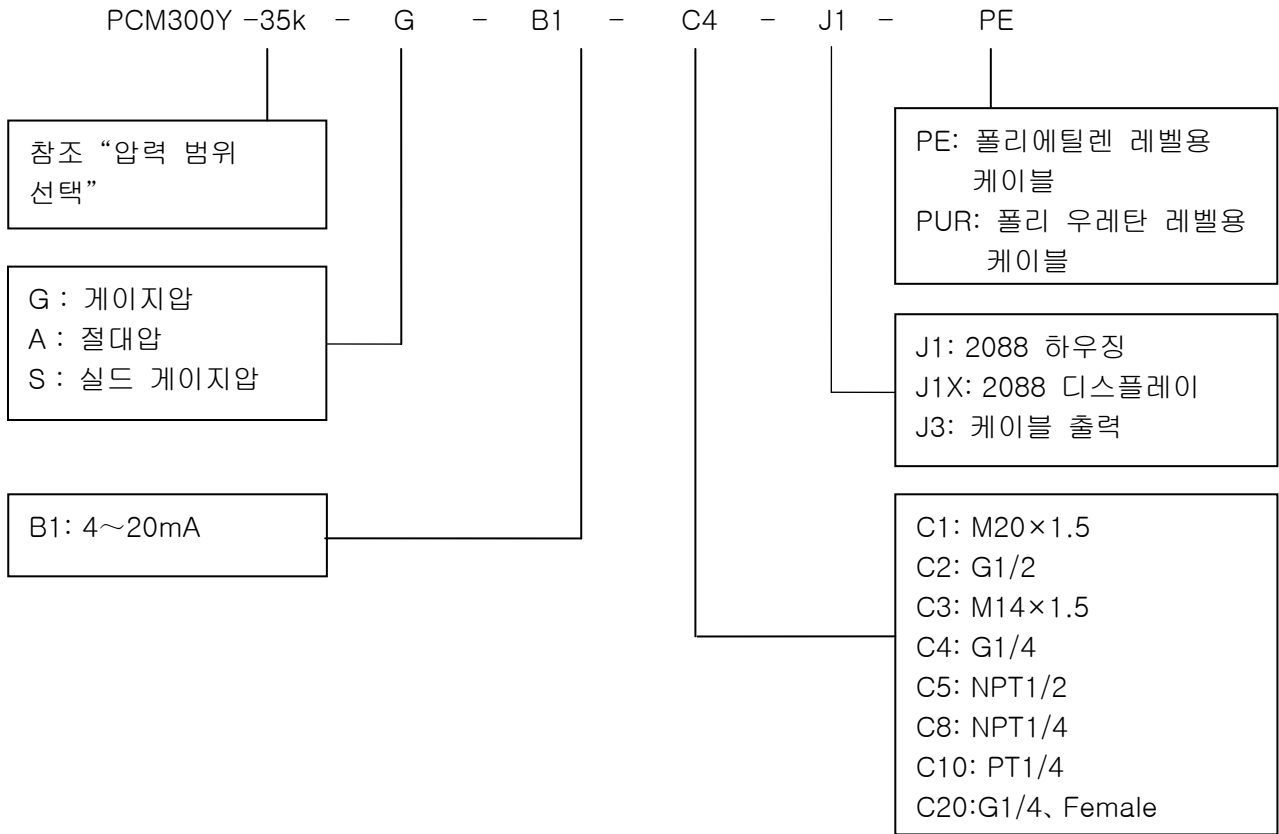 PCM300Y -35k - G - B1 - C4 - J1 - PE
참조 “압력 범위
선택”
G : 게이지압
A : 절대압
S : 실드 게이지압
B1: 4~20mA
PE: 폴리에틸렌 레벨용
케이블
PUR: 폴리 우레탄 레벨용
케이블
J1: 2088 하우징
J1X: 2088 디스플레이
J3: 케이블 출력
C1: M20×1.5
C2: G1/2
C3: M14×1.5
C4: G1/4
C5: NPT1/2
C8: NPT1/4
C10: PT1/4
C20:G1/4、Female